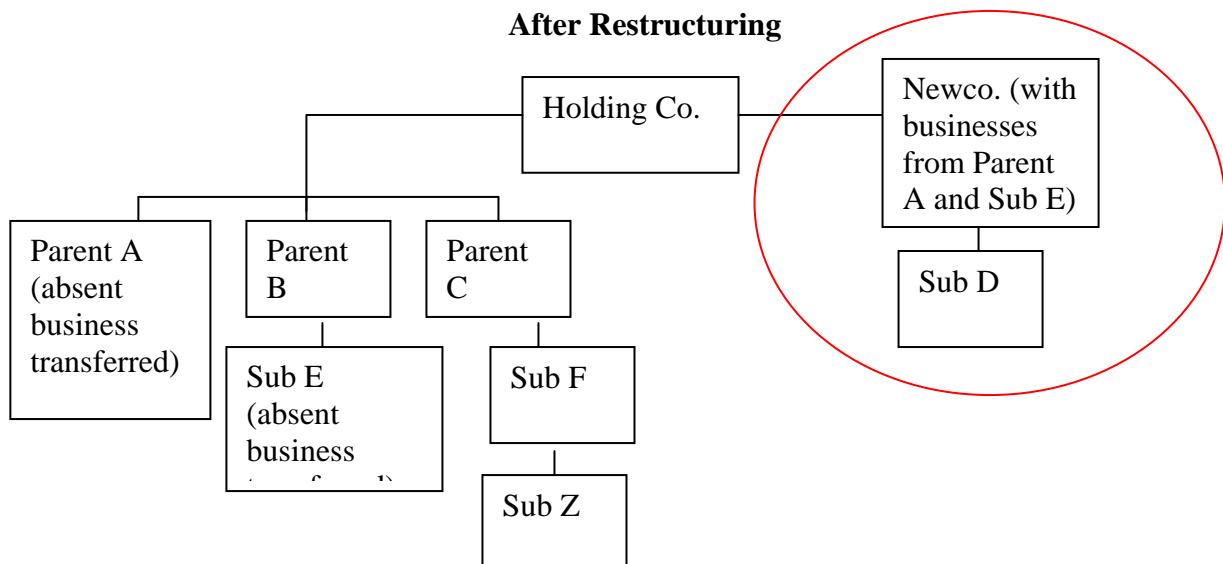 After Restructuring
Holding Co.
Newco. (with
businesses
from Parent
A and Sub E)
Parent A
(absent
business
transferred)
Parent
B
Parent
C
Sub D
Sub E
(absent
business
Sub F
Sub Z